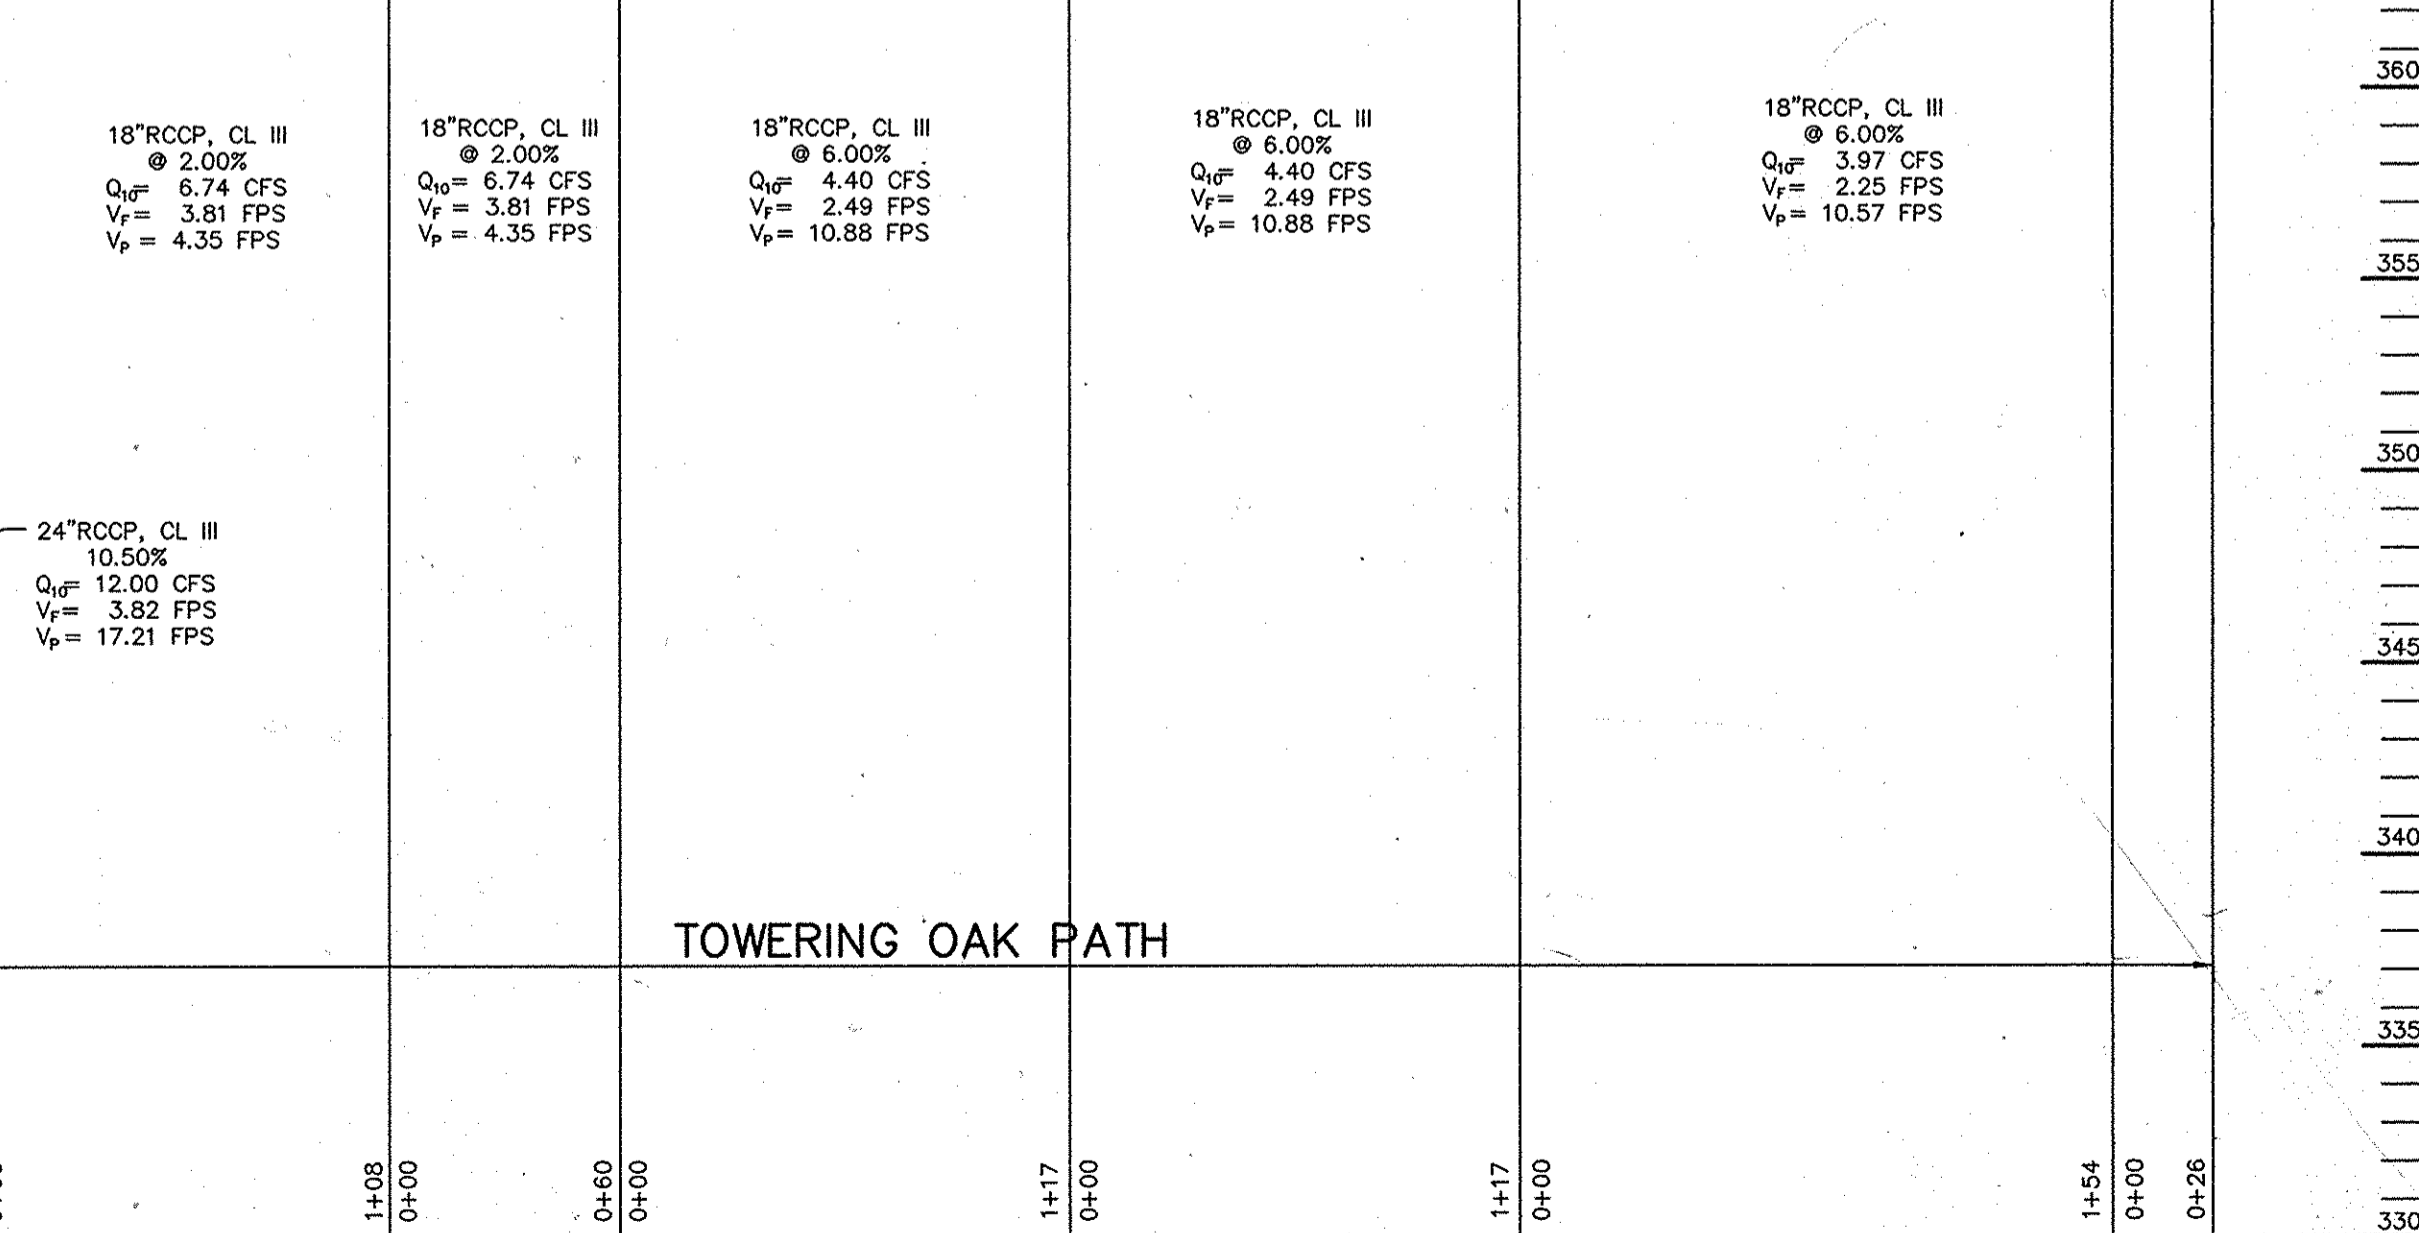 18"RCCP, CL III
@ 2.00%
Q10= 6.74 CFS
VF= 3.81 FPS
VP = 4.35 FPS
18"RCCP, CL III
@ 2.00%
Q10= 6.74 CFS
VF = 3.81 FPS
VP = 4.35 FPS
18"RCCP, CL III
@ 6.00%
Q10= 4.40 CFS
VF= 2.49 FPS
VP= 10.88 FPS
18"RCCP, CL III
@ 6.00%
Q10= 4.40 CFS
VF= 2.49 FPS
VP= 10.88 FPS
18"RCCP, CL III
@ 6.00%
Q10= 3.97 CFS
VF= 2.25 FPS
VP= 10.57 FPS
24"RCCP, CL III
10.50%
Q10= 12.00 CFS
VF= 3.82 FPS
VP= 17.21 FPS
360
355
350
345
340
335
330
TOWERING OAK PATH
1+08
0+00
0+60
0+00
1+17
0+00
1+17
0+00
1+54
0+00
0+26